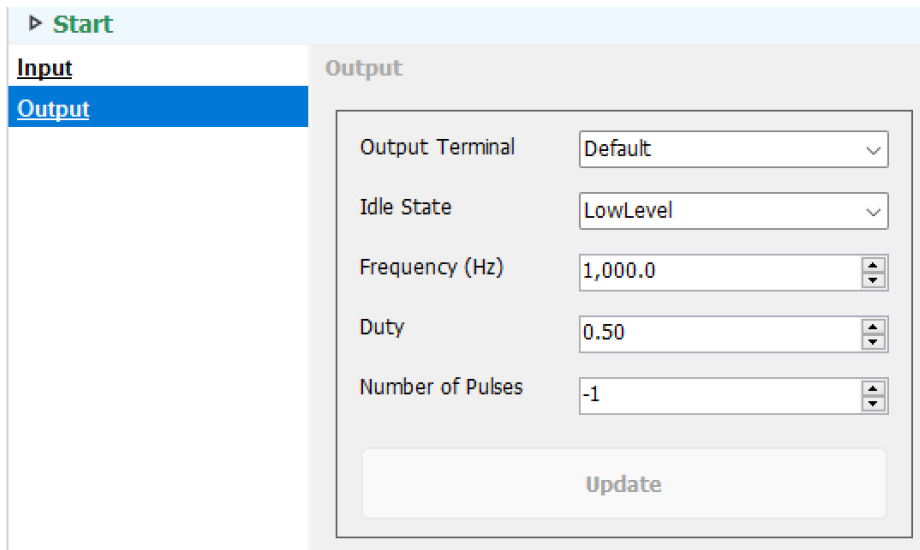 Start
Input
Output
Output
Output Terminal
Default
Idle State
LowLevel
Frequency (Hz)
1,000.0
Duty
0.50
Number of Pulses
-1
Update